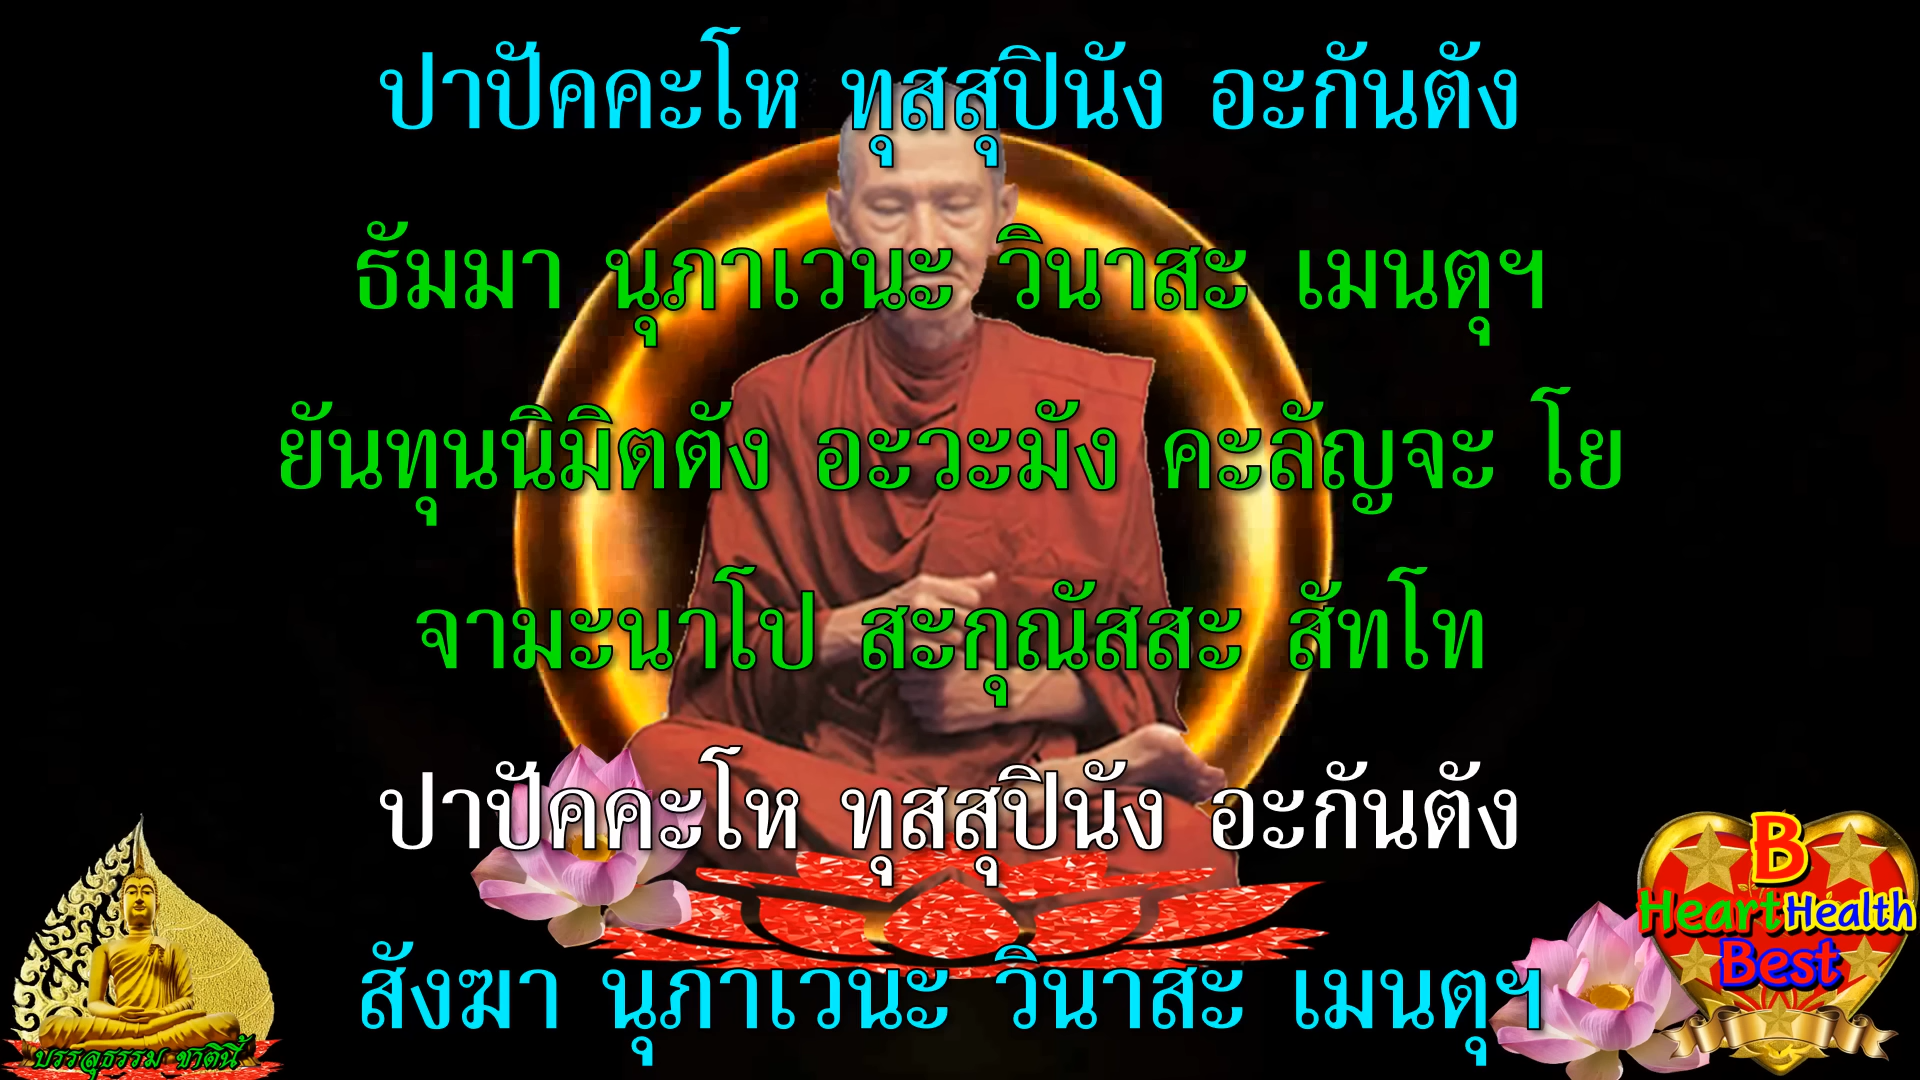 ปาปัคคะโห ทุสสุปินัง อะกันตัง
ธัมมา นุภาเวนะ วินาสะ เมนตุฯ
ยันทุนนิมิตตัง อะวะมัง คะลัญจะ โย
จามะนาโป สะกุณัสสะ สัทโท
ปาปัคคะโห ทุสสุปินัง อะกันตัง
สังฆา นุภาเวนะ วินาสะ เมนตุฯ
บรรลุธรรม ชาตินี้
B
Heart Health
Best